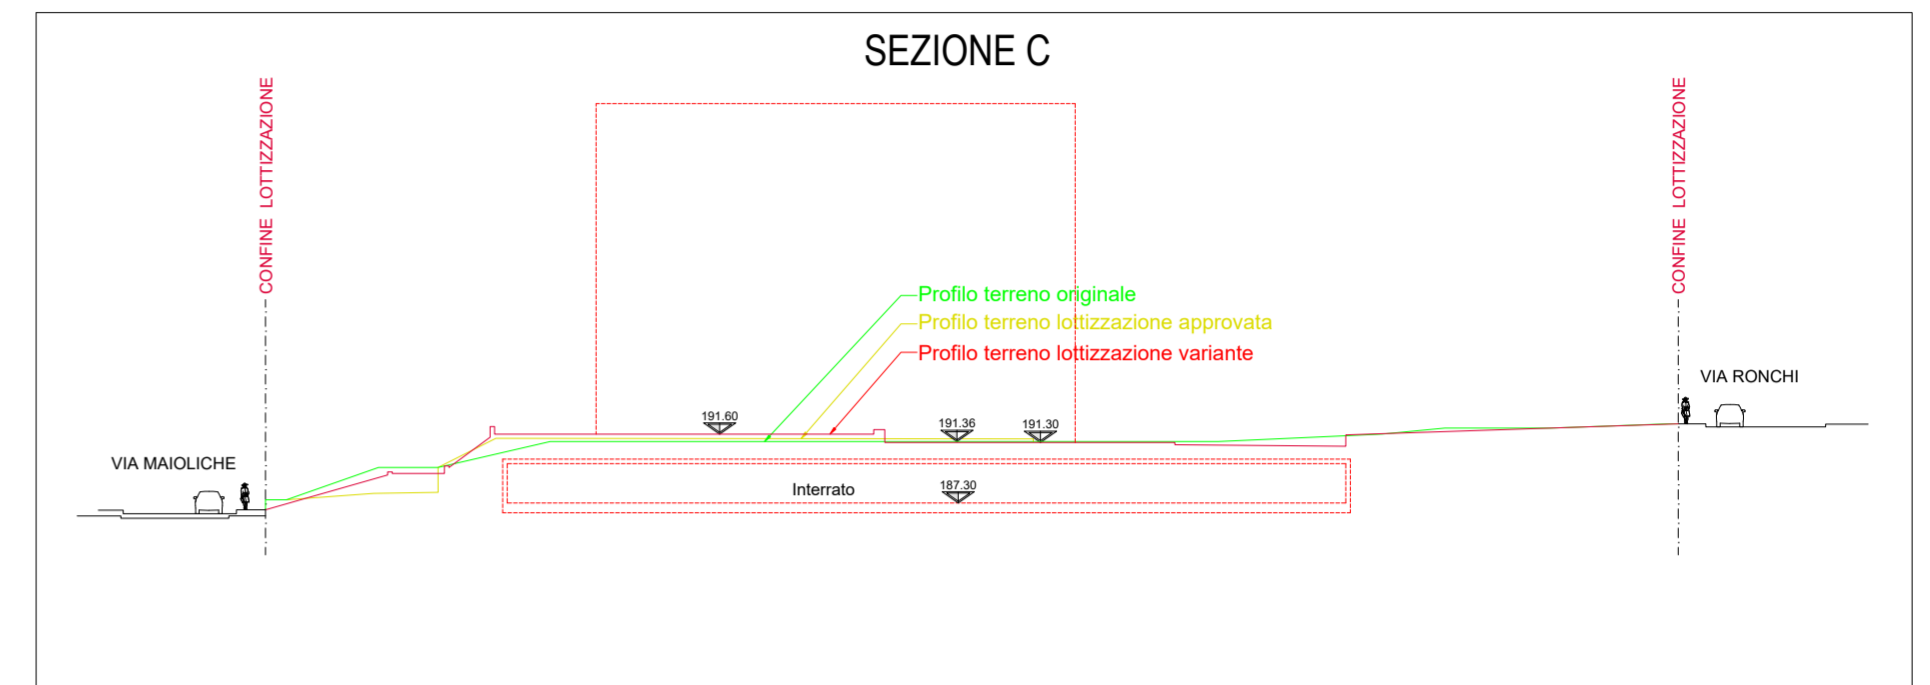 SEZIONE C
CONFINE LOTTIZZAZIONE
CONFINE LOTTIZZAZIONE
Profilo terreno originale
Profilo terreno lottizzazione approvata
Profilo terreno lottizzazione variante
VIA RONCHI
191.60
191.36
191.30
VIA MAIOLICHE
Interrato
187.30